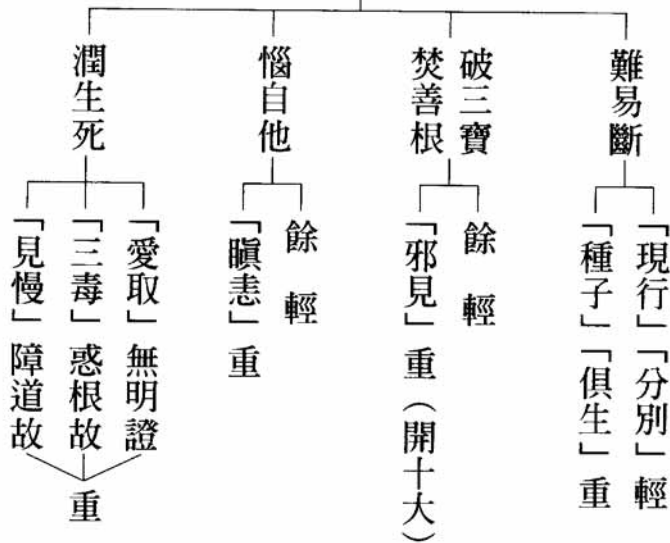 難易斷
「現行」「分別」輕
「種子」「俱生」重
破三寶
焚善根
餘 輕
「邪見」重（開十大）
惱自他
餘 輕
「瞋恚」重
潤生死
「愛取」無明證
「三毒」惑根故
「見慢」障道故
重